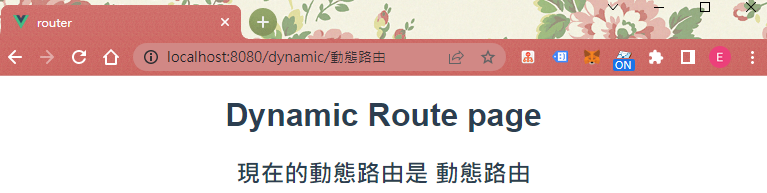 router
localhost:8080/dynamic/動態路由
ON
E
Dynamic Route page
現在的動態路由是 動態路由